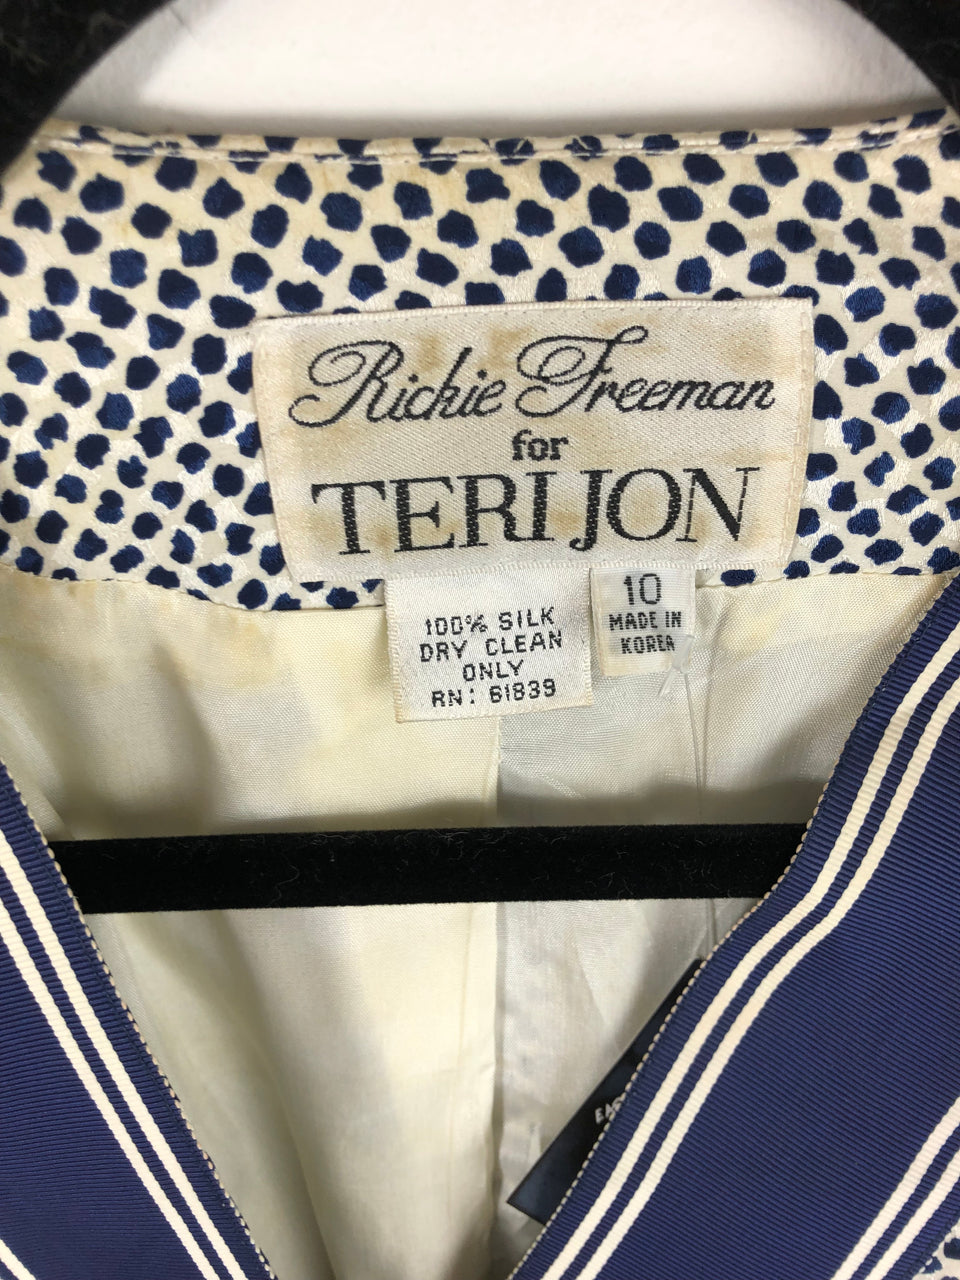 Rickie Freeman
for
TERI JON
100% SILK
DRY CLEAN
ONLY
RN: 61839
10
MADE IN
KOREA